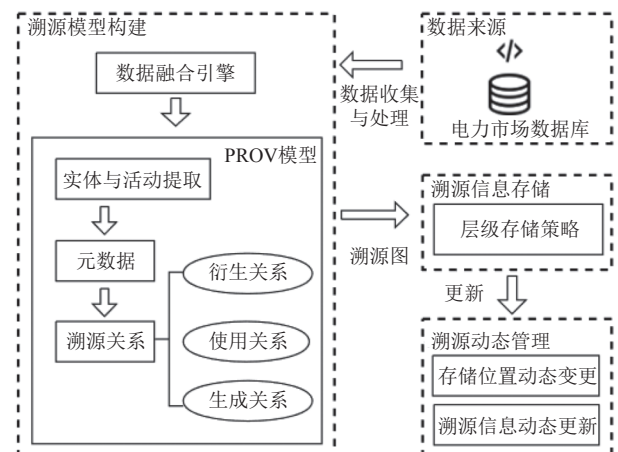 溯源模型构建
数据融合引擎
PROV模型
实体与活动提取
元数据
溯源关系
衍生关系
使用关系
生成关系
数据收集
与处理
溯源图
数据来源
</>
电力市场数据库
溯源信息存储
层级存储策略
更新
溯源动态管理
存储位置动态变更
溯源信息动态更新